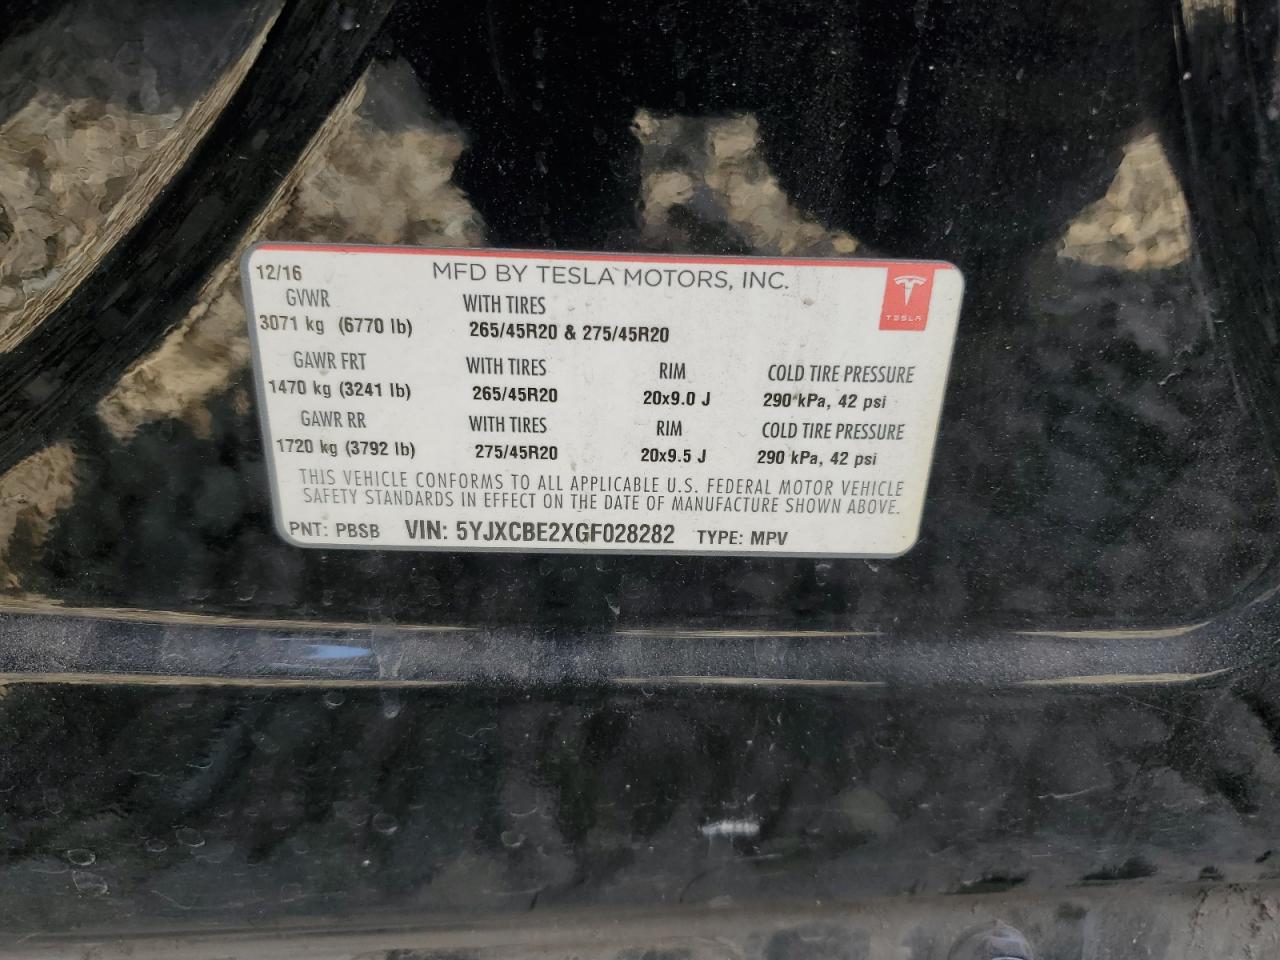 12/16 MFD BY TESLA MOTORS, INC.
TESLA
GVWR WITH TIRES
3071 kg (6770 lb) 265/45R20 & 275/45R20
GAWR FRT WITH TIRES RIM COLD TIRE PRESSURE
1470 kg (3241 lb) 265/45R20 20x9.0 J 290 kPa, 42 psi
GAWR RR WITH TIRES RIM COLD TIRE PRESSURE
1720 kg (3792 lb) 275/45R20 20x9.5 J 290 kPa, 42 psi
THIS VEHICLE CONFORMS TO ALL APPLICABLE U.S. FEDERAL MOTOR VEHICLE
SAFETY STANDARDS IN EFFECT ON THE DATE OF MANUFACTURE SHOWN ABOVE.
PNT: PBSB VIN: 5YJXCBE2XGF028282 TYPE: MPV